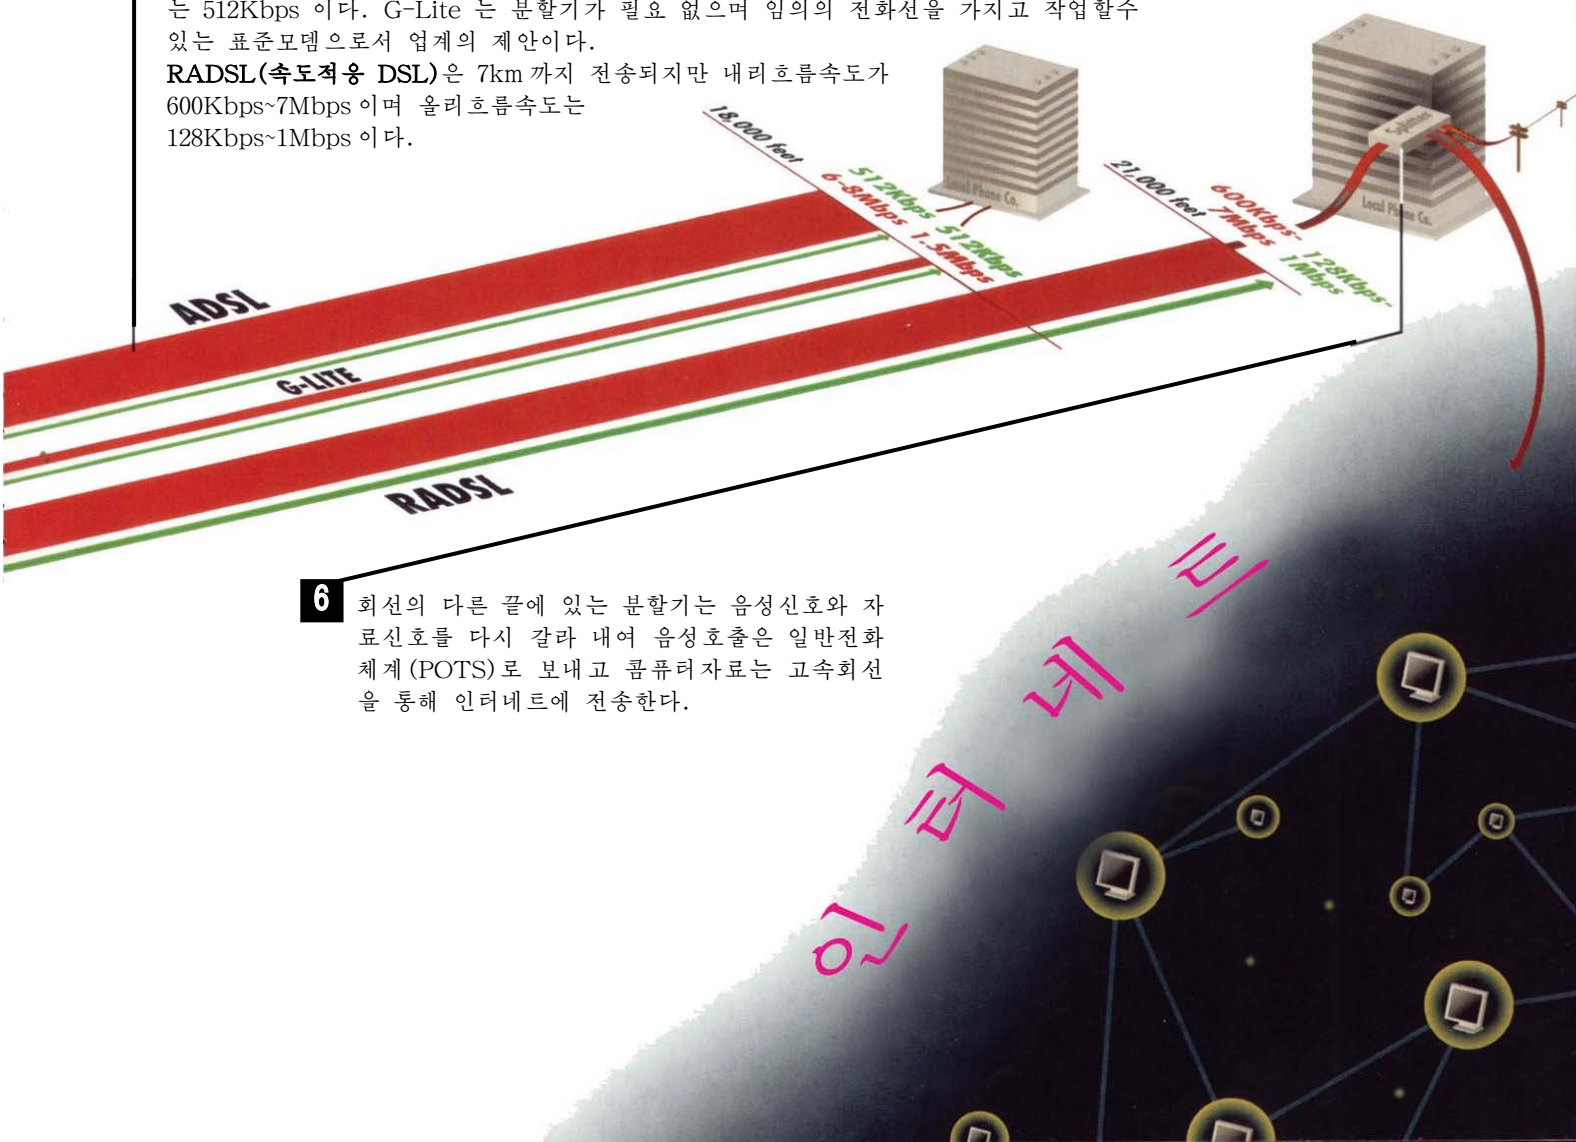 는 512Kbps 이다. G-Lite 는 분할기가 필요 없으며 임의의 전화선을 가지고 작업할수
있는 표준모뎀으로서 업계의 제안이다.
RADSL(속도적응 DSL)은 7km 까지 전송되지만 내리흐름속도가
600Kbps~7Mbps 이며 올리흐름속도는
128Kbps~1Mbps 이다.
18,000 feet
512Kbps
6-8Mbps
512Kbps
1.5Mbps
Local Phone Co.
21,000 feet
600Kbps-
7Mbps
128Kbps-
1Mbps
Splitter
Local Phone Co.
ADSL
G-LITE
RADSL
6
회선의 다른 끝에 있는 분할기는 음성신호와 자
료신호를 다시 갈라 내여 음성호출은 일반전화
체계(POTS)로 보내고 콤퓨터자료는 고속회선
을 통해 인터네트에 전송한다.
인터네트